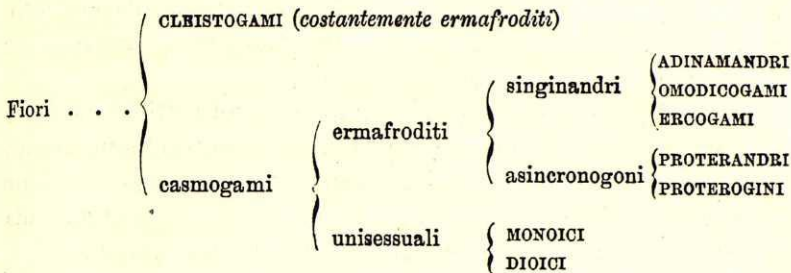 CLEISTOGAMI (costantemente ermafroditi)
ADINAMANDRI
singinandri
OMODICOGAMI
Fiori . . .
ERCOGAMI
ermafroditi
PROTERANDRI
asincronogoni
casmogami
PROTEROGINI
unisessuali
MONOICI
DIOICI